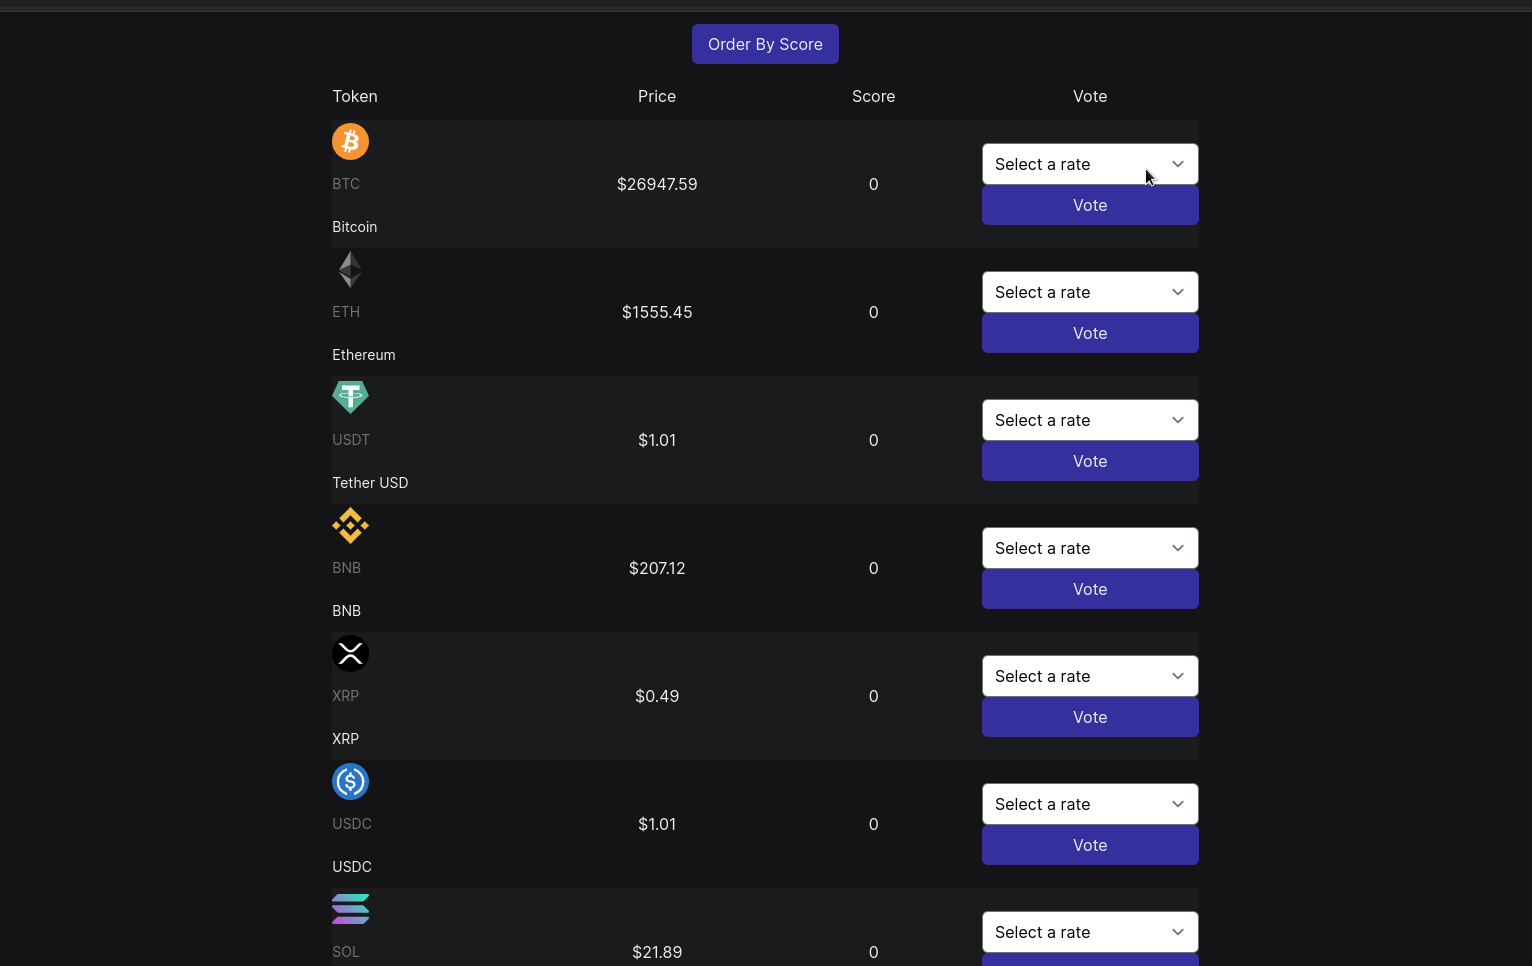 Order By Score
Token Price Score Vote
BTC
Bitcoin
$26947.59
0
Select a rate
Vote
ETH
Ethereum
$1555.45
0
Select a rate
Vote
USDT
Tether USD
$1.01
0
Select a rate
Vote
BNB
BNB
$207.12
0
Select a rate
Vote
XRP
XRP
$0.49
0
Select a rate
Vote
USDC
USDC
$1.01
0
Select a rate
Vote
SOL
$21.89
0
Select a rate